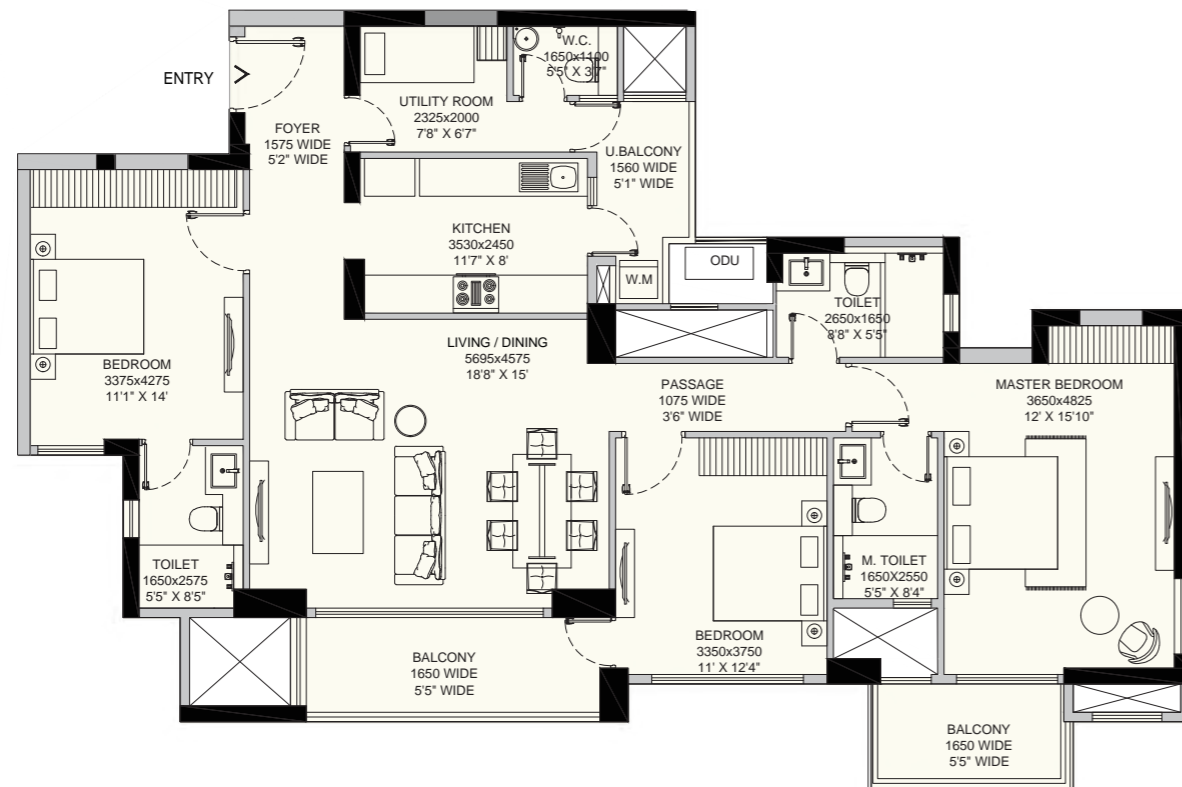 ENTRY
FOYER
1575 WIDE
5'2" WIDE
UTILITY ROOM
2325x2000
7'8" X 6'7"
W.C.
1650x1100
5'5" X 3'7"
U.BALCONY
1560 WIDE
5'1" WIDE
KITCHEN
3530x2450
11'7" X 8'
W.M
ODU
TOILET
2650x1650
8'8" X 5'5"
BEDROOM
3375x4275
11'1" X 14'
LIVING / DINING
5695x4575
18'8" X 15'
PASSAGE
1075 WIDE
3'6" WIDE
MASTER BEDROOM
3650x4825
12' X 15'10"
TOILET
1650x2575
5'5" X 8'5"
M. TOILET
1650X2550
5'5" X 8'4"
BEDROOM
3350x3750
11' X 12'4"
BALCONY
1650 WIDE
5'5" WIDE
BALCONY
1650 WIDE
5'5" WIDE